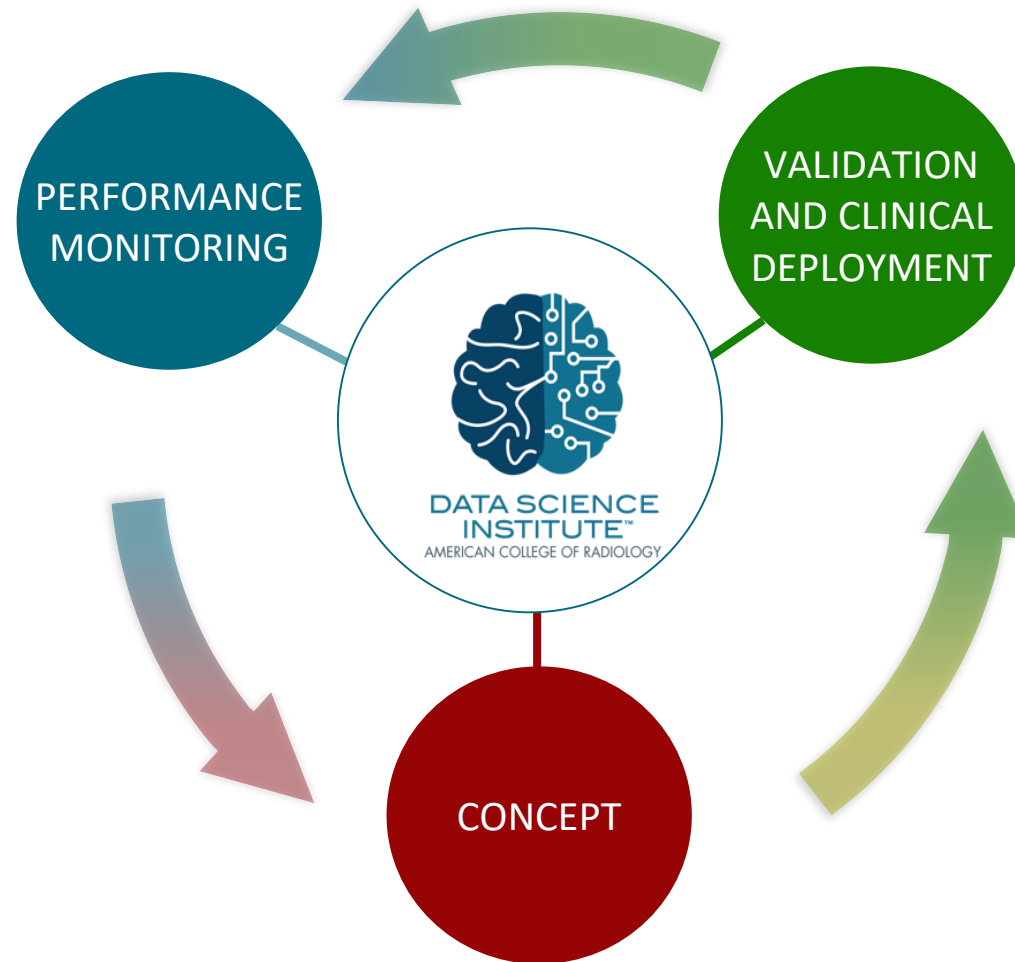 PERFORMANCE
MONITORING
VALIDATION
AND CLINICAL
DEPLOYMENT
DATA SCIENCE
INSTITUTE™
AMERICAN COLLEGE OF RADIOLOGY
CONCEPT